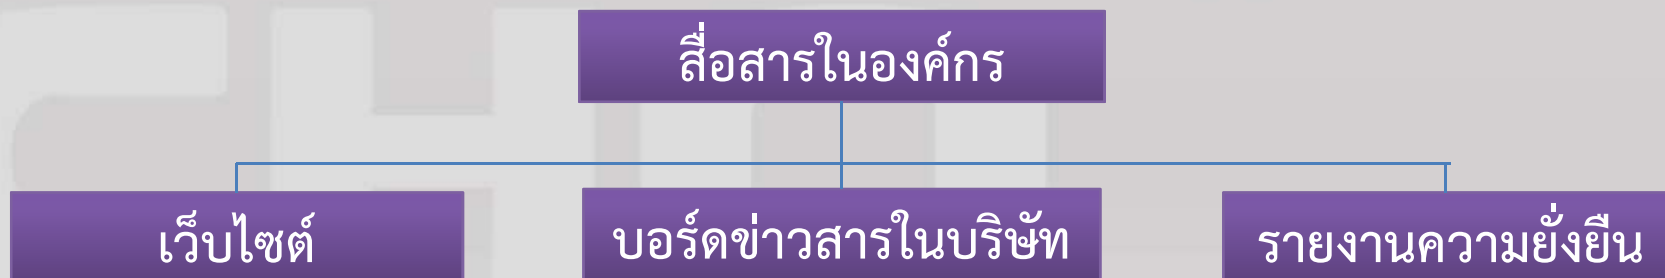 สื่อสารในองค์กร
เว็บไซต์
บอร์ดข่าวสารในบริษัท
รายงานความยั่งยืน